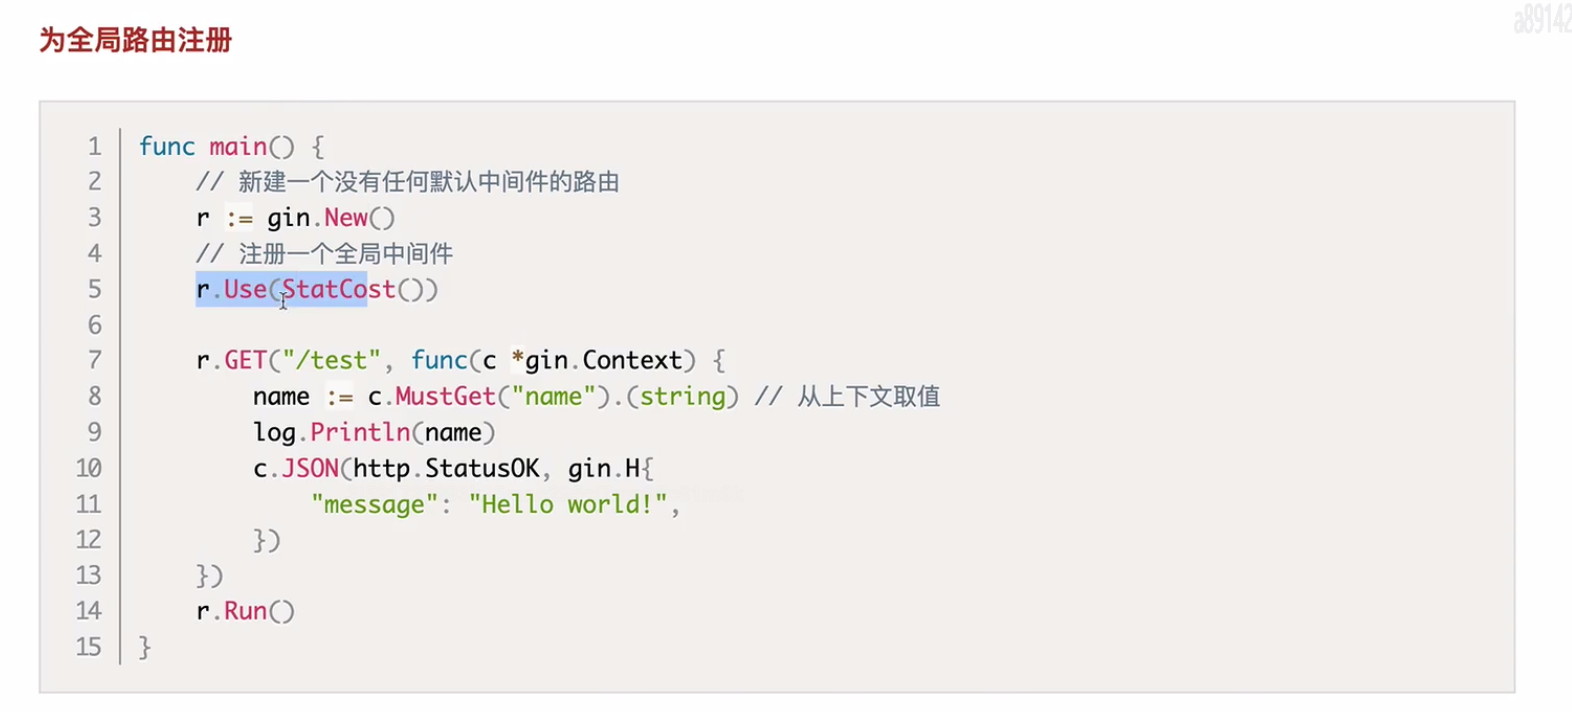 为全局路由注册
a89142
1 func main() {
2 // 新建一个没有任何默认中间件的路由
3 r := gin.New()
4 // 注册一个全局中间件
5 r.Use(StatCost())
6
7 r.GET("/test", func(c *gin.Context) {
8 name := c.MustGet("name").(string) // 从上下文取值
9 log.Println(name)
10 c.JSON(http.StatusOK, gin.H{
11 "message": "Hello world!",
12 })
13 })
14 r.Run()
15 }